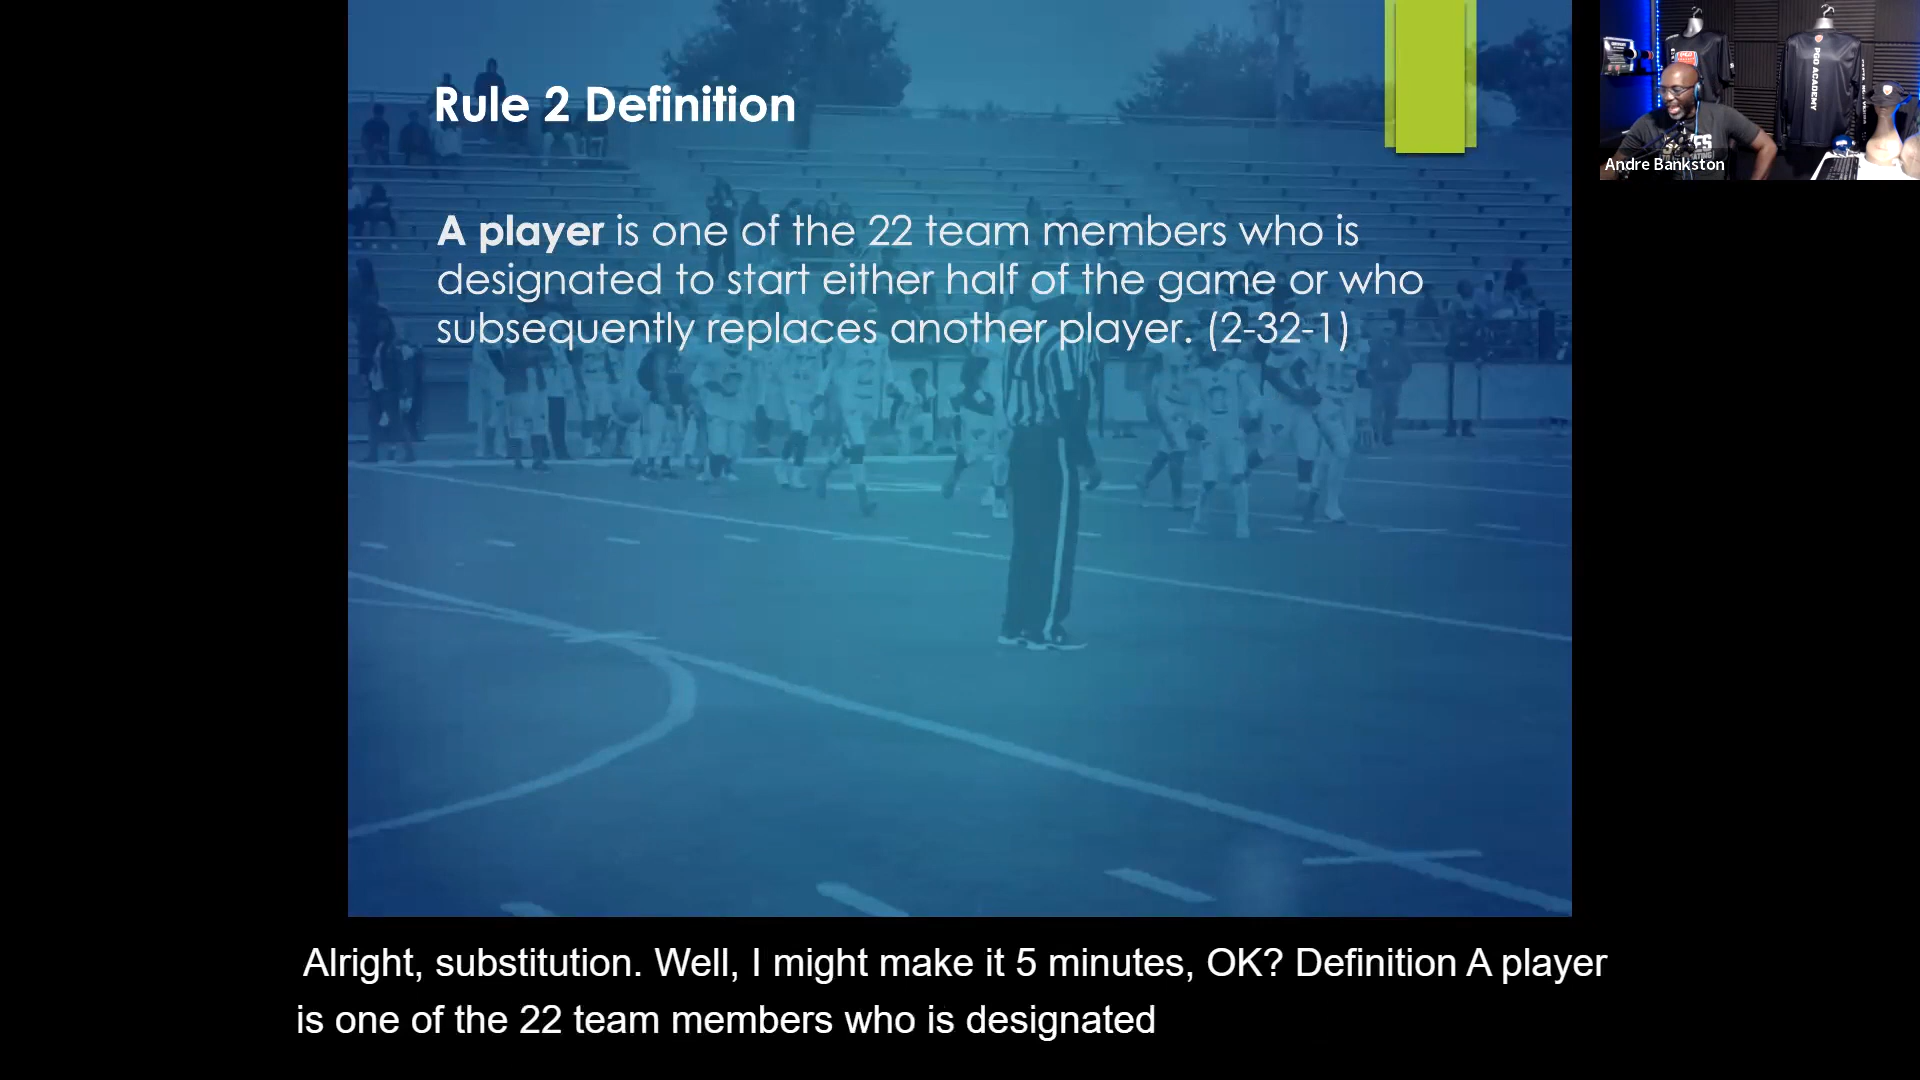 Rule 2 Definition
A player is one of the 22 team members who is
designated to start either half of the game or who
subsequently replaces another player. (2-32-1)
PGO ACADEMY
Andre Bankston
Alright, substitution. Well, I might make it 5 minutes, OK? Definition A player
is one of the 22 team members who is designated